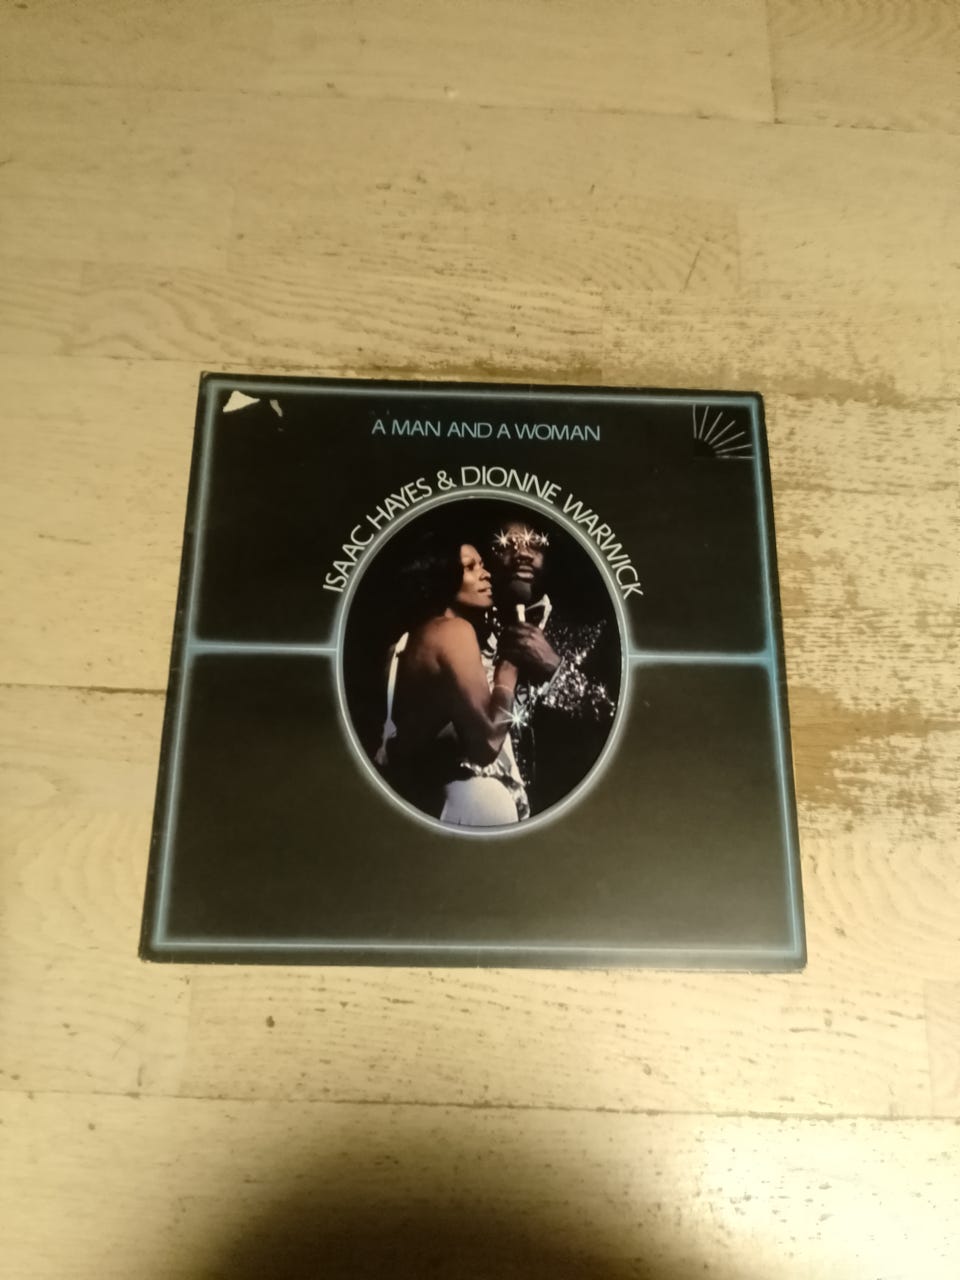 A MAN AND A WOMAN
ISAAC HAYES & DIONNE WARWICK